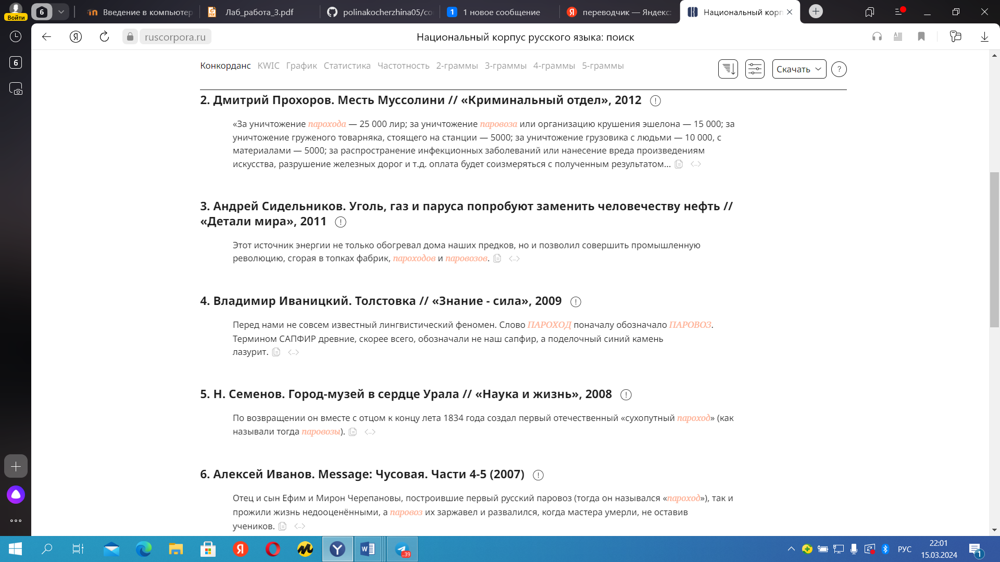 Войти
6
Введение в компьютер
Лаб_работа_3.pdf
polinakocherzhina05/co
1
1 новое сообщение
переводчик — Яндекс:
Национальный корп
ruscorpora.ru
Национальный корпус русского языка: поиск
6
Конкорданс KWIC График Статистика Частотность 2-граммы 3-граммы 4-граммы 5-граммы
Скачать
?
2. Дмитрий Прохоров. Месть Муссолини // «Криминальный отдел», 2012
«За уничтожение парохода — 25 000 лир; за уничтожение паровоза или организацию крушения эшелона — 15 000; за
уничтожение груженого товарняка, стоящего на станции — 5000; за уничтожение грузовика с людьми — 10 000, с
материалами — 5000; за распространение инфекционных заболеваний или нанесение вреда произведениям
искусства, разрушение железных дорог и т.д. оплата будет соизмеряться с полученным результатом...
3. Андрей Сидельников. Уголь, газ и паруса попробуют заменить человечеству нефть //
«Детали мира», 2011
Этот источник энергии не только обогревал дома наших предков, но и позволил совершить промышленную
революцию, сгорая в топках фабрик, пароходов и паровозов.
4. Владимир Иваницкий. Толстовка // «Знание - сила», 2009
Перед нами не совсем известный лингвистический феномен. Слово ПАРОХОД поначалу обозначало ПАРОВОЗ.
Термином САПФИР древние, скорее всего, обозначали не наш сапфир, а поделочный синий камень
лазурит.
5. Н. Семенов. Город-музей в сердце Урала // «Наука и жизнь», 2008
По возвращении он вместе с отцом к концу лета 1834 года создал первый отечественный «сухопутный пароход» (как
называли тогда паровозы).
6. Алексей Иванов. Message: Чусовая. Части 4-5 (2007)
Отец и сын Ефим и Мирон Черепановы, построившие первый русский паровоз (тогда он назывался «пароход»), так и
прожили жизнь недооценёнными, а паровоз их заржавел и развалился, когда мастера умерли, не оставив
учеников.
..39
РУС
22:01
15.03.2024
1